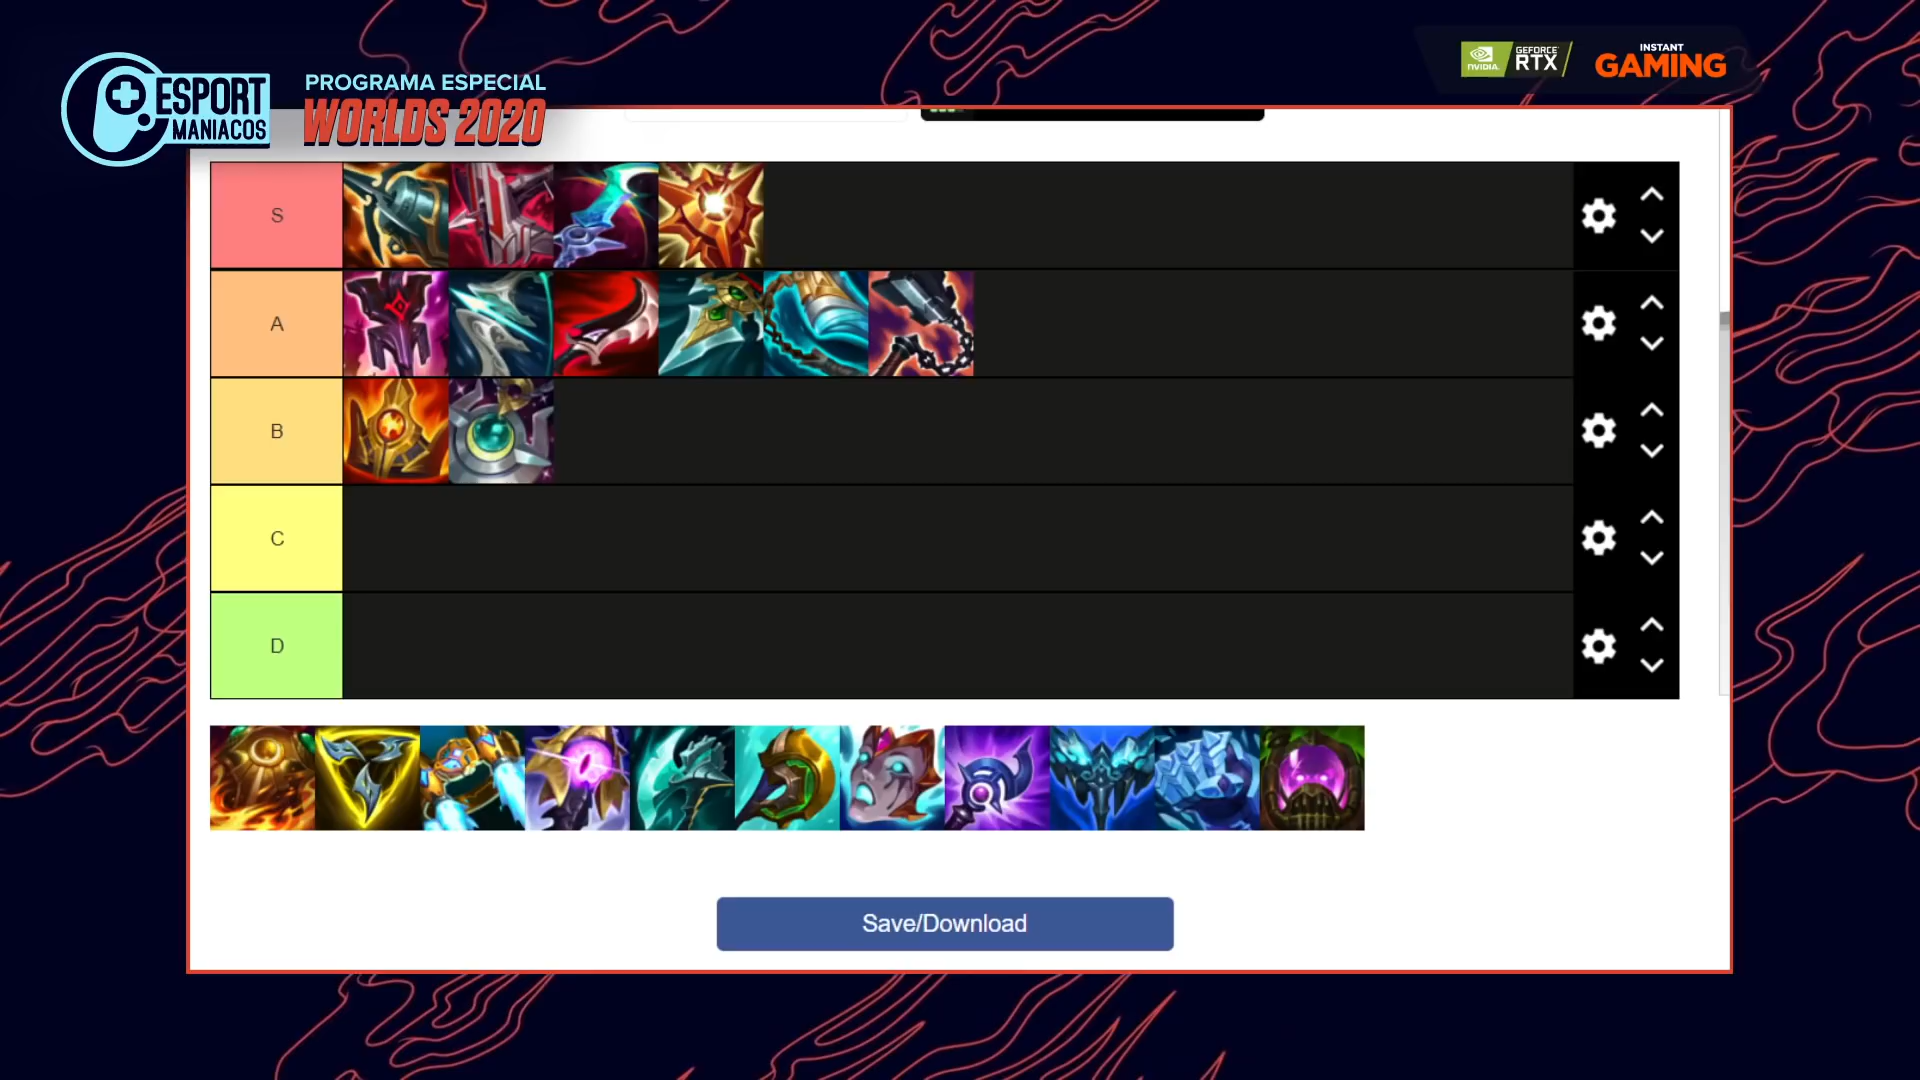 ESPORT
MANIACOS
PROGRAMA ESPECIAL
WORLDS 2020
NVIDIA.
GEFORCE
RTX
INSTANT
GAMING
S
A
B
C
D
Save/Download